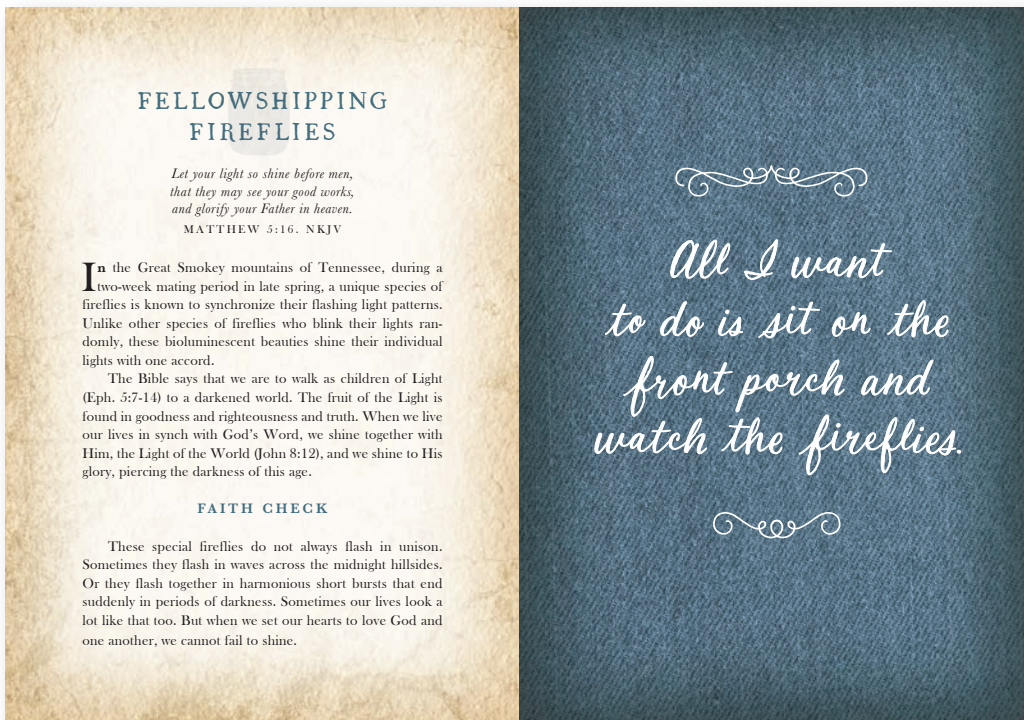 FELLOWSHIPPING
FIREFLIES
Let your light so shine before men,
that they may see your good works,
and glorify your Father in heaven.
MATTHEW 5:16. NKJV
In the Great Smokey mountains of Tennessee, during a
two-week mating period in late spring, a unique species of
fireflies is known to synchronize their flashing light patterns.
Unlike other species of fireflies who blink their lights ran-
domly, these bioluminescent beauties shine their individual
lights with one accord.
The Bible says that we are to walk as children of Light
(Eph. 5:7-14) to a darkened world. The fruit of the Light is
found in goodness and righteousness and truth. When we live
our lives in synch with God's Word, we shine together with
Him, the Light of the World (John 8:12), and we shine to His
glory, piercing the darkness of this age.
FAITH CHECK
These special fireflies do not always flash in unison.
Sometimes they flash in waves across the midnight hillsides.
Or they flash together in harmonious short bursts that end
suddenly in periods of darkness. Sometimes our lives look a
lot like that too. But when we set our hearts to love God and
one another, we cannot fail to shine.
All I want
to do is sit on the
front porch and
watch the fireflies.